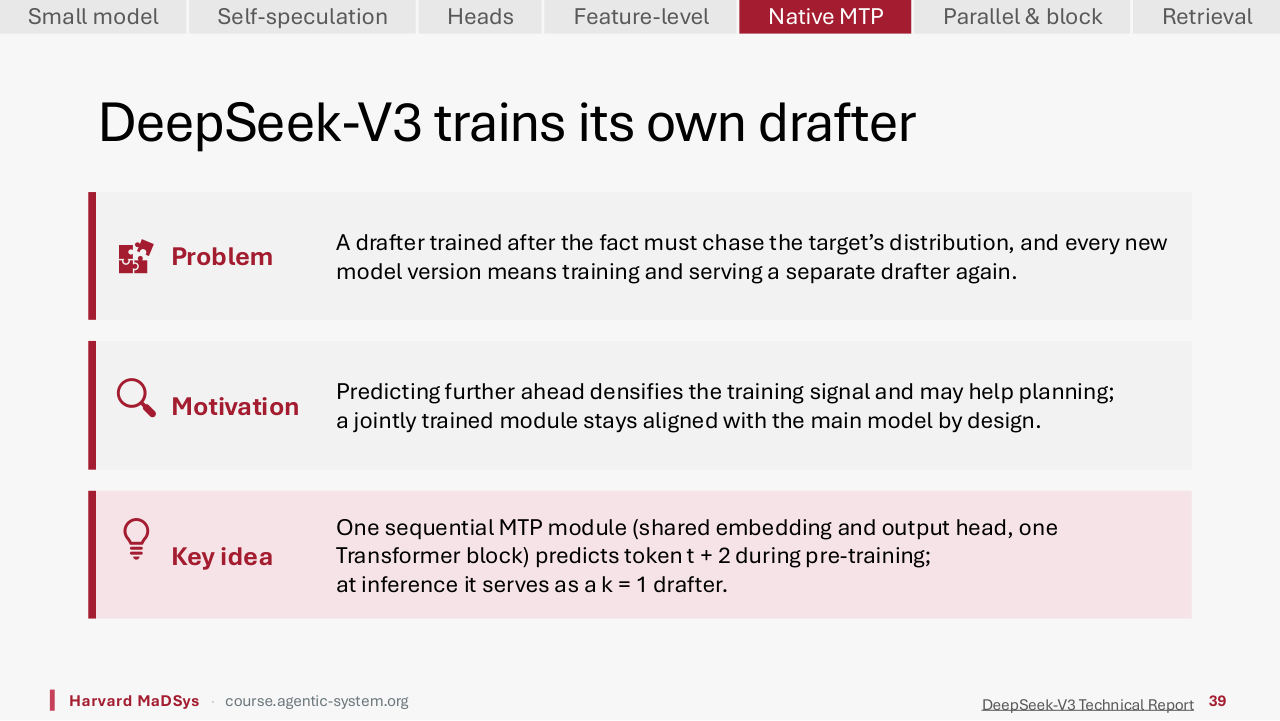 Small model
Self-speculation
Heads
Feature-level
Native MTP
Parallel & block
Retrieval
DeepSeek-V3 trains its own drafter
Problem
A drafter trained after the fact must chase the target’s distribution, and every new
model version means training and serving a separate drafter again.
Motivation
Predicting further ahead densifies the training signal and may help planning;
a jointly trained module stays aligned with the main model by design.
Key idea
One sequential MTP module (shared embedding and output head, one
Transformer block) predicts token t + 2 during pre-training;
at inference it serves as a k = 1 drafter.
Harvard MaDSys · course.agentic-system.org
DeepSeek-V3 Technical Report 39